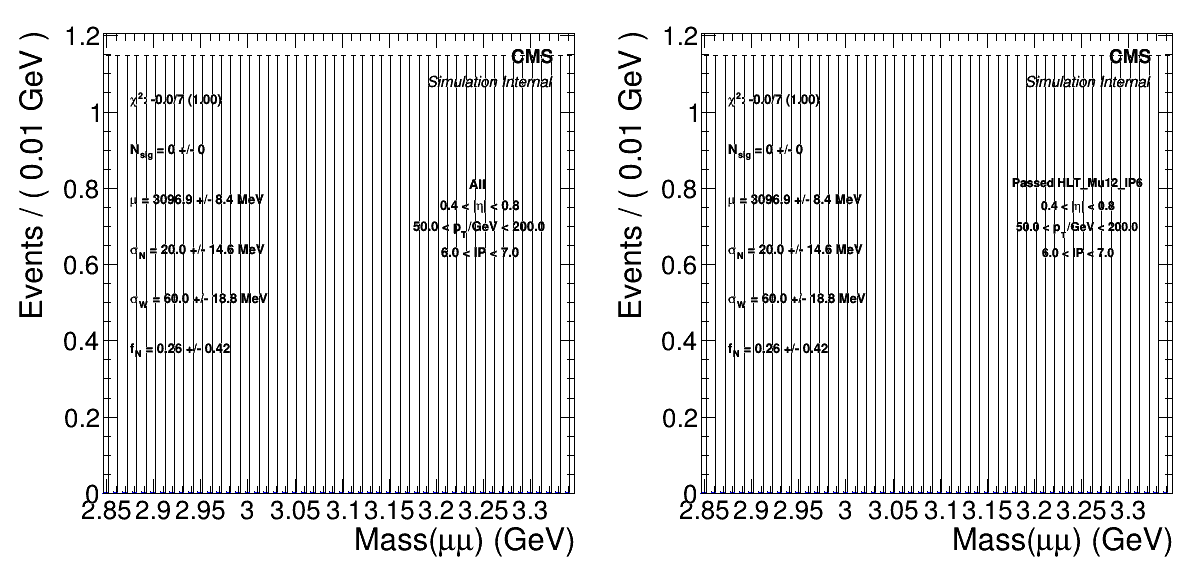 Events / ( 0.01 GeV )
1.2
1
0.8
0.6
0.4
0.2
0
CMS
Simulation Internal
χ²: -0.0/7 (1.00)
N_sig = 0 +/- 0
μ = 3096.9 +/- 8.4 MeV
σ_N = 20.0 +/- 14.6 MeV
σ_W = 60.0 +/- 18.8 MeV
f_N = 0.26 +/- 0.42
All
0.4 < |η| < 0.8
50.0 < p_T/GeV < 200.0
6.0 < IP < 7.0
2.85 2.9 2.95 3 3.05 3.1 3.15 3.2 3.25 3.3
Mass(μμ) (GeV)
Events / ( 0.01 GeV )
1.2
1
0.8
0.6
0.4
0.2
0
CMS
Simulation Internal
χ²: -0.0/7 (1.00)
N_sig = 0 +/- 0
μ = 3096.9 +/- 8.4 MeV
σ_N = 20.0 +/- 14.6 MeV
σ_W = 60.0 +/- 18.8 MeV
f_N = 0.26 +/- 0.42
Passed HLT_Mu12_IP6
0.4 < |η| < 0.8
50.0 < p_T/GeV < 200.0
6.0 < IP < 7.0
2.85 2.9 2.95 3 3.05 3.1 3.15 3.2 3.25 3.3
Mass(μμ) (GeV)